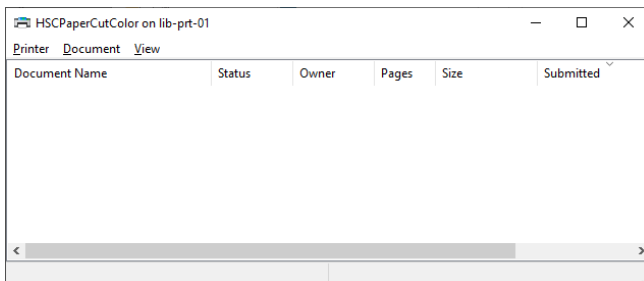 HSCPaperCutColor on lib-prt-01
Printer Document View
Document Name Status Owner Pages Size Submitted